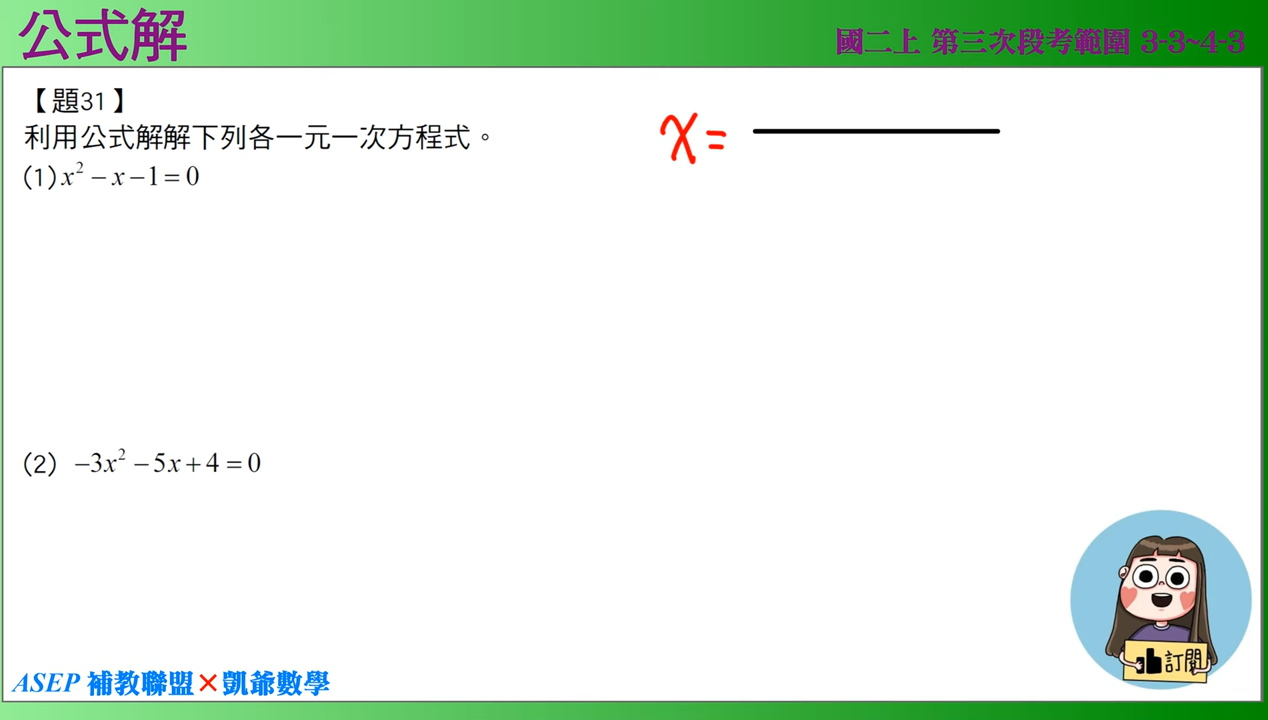 公式解
國二上 第三次段考範圍 3-3~4-3
【題31】
利用公式解解下列各一元一次方程式。
x =
(1) x² − x − 1 = 0
(2) −3x² − 5x + 4 = 0
訂閱
ASEP 補教聯盟×凱爺數學